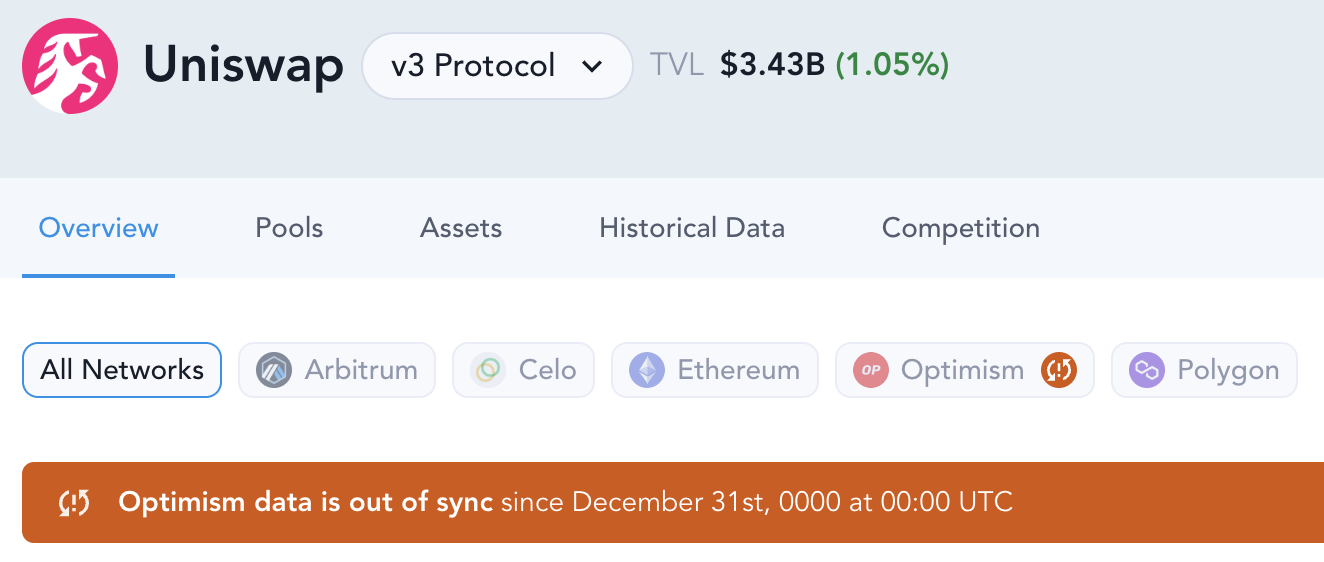 Uniswap v3 Protocol TVL $3.43B (1.05%)
Overview Pools Assets Historical Data Competition
All Networks Arbitrum Celo Ethereum OP Optimism Polygon
Optimism data is out of sync since December 31st, 0000 at 00:00 UTC